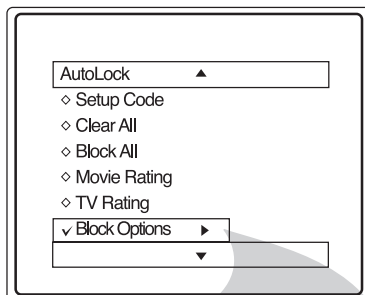 AutoLock ▲
◇ Setup Code
◇ Clear All
◇ Block All
◇ Movie Rating
◇ TV Rating
✓ Block Options ▶
▼